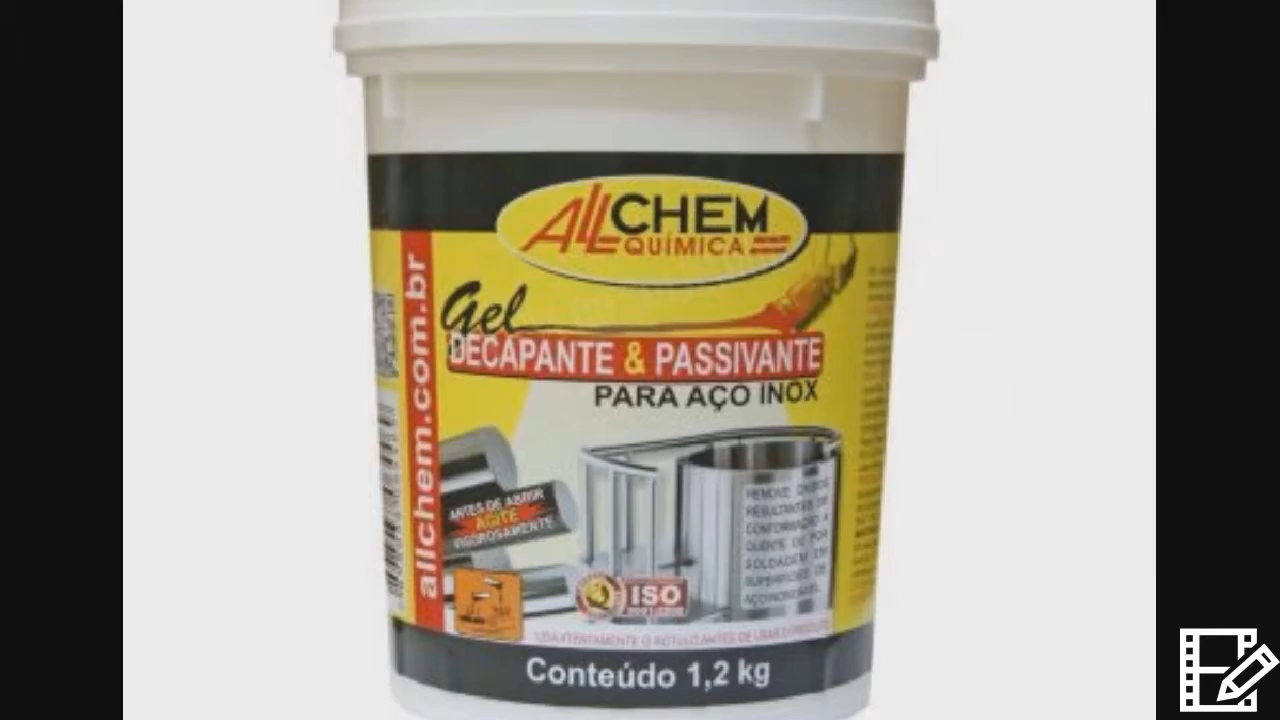 ALLCHEM
QUÍMICA
Gel
DECAPANTE & PASSIVANTE
PARA AÇO INOX
allchem.com.br
ANTES DE ABRIR
AGITE
VIGOROSAMENTE
REMOVE ÓXIDOS
RESULTANTES DE
CONFORMAÇÃO A
QUENTE OU POR
SOLDAGEM EM
SUPERFÍCIES DE
AÇO INOXIDÁVEL
ISO
LEIA ATENTAMENTE O RÓTULO ANTES DE USAR O PRODUTO
Conteúdo 1,2 kg